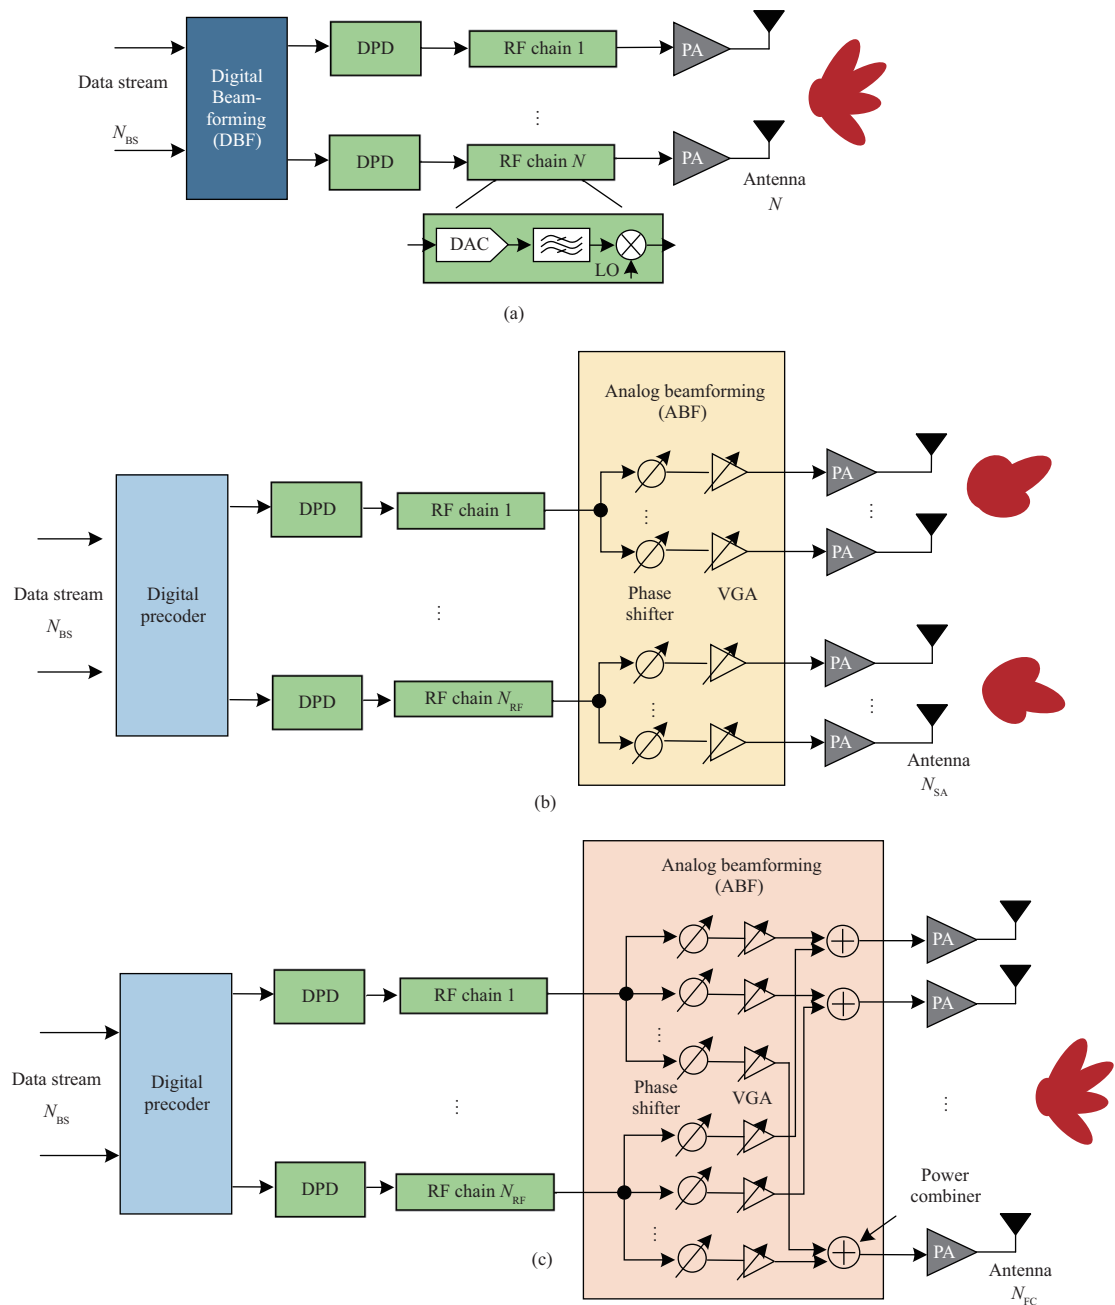 DPD
RF chain 1
PA
Data stream
Digital
Beam-
forming
(DBF)
N_BS
DPD
RF chain N
PA
Antenna
N
DAC
LO
(a)
Analog beamforming
(ABF)
DPD
RF chain 1
PA
PA
Data stream
N_BS
Digital
precoder
Phase
shifter
VGA
DPD
RF chain N_RF
PA
PA
Antenna
N_SA
(b)
Analog beamforming
(ABF)
PA
DPD
RF chain 1
PA
Data stream
N_BS
Digital
precoder
Phase
shifter
VGA
DPD
RF chain N_RF
Power
combiner
PA
Antenna
N_FC
(c)